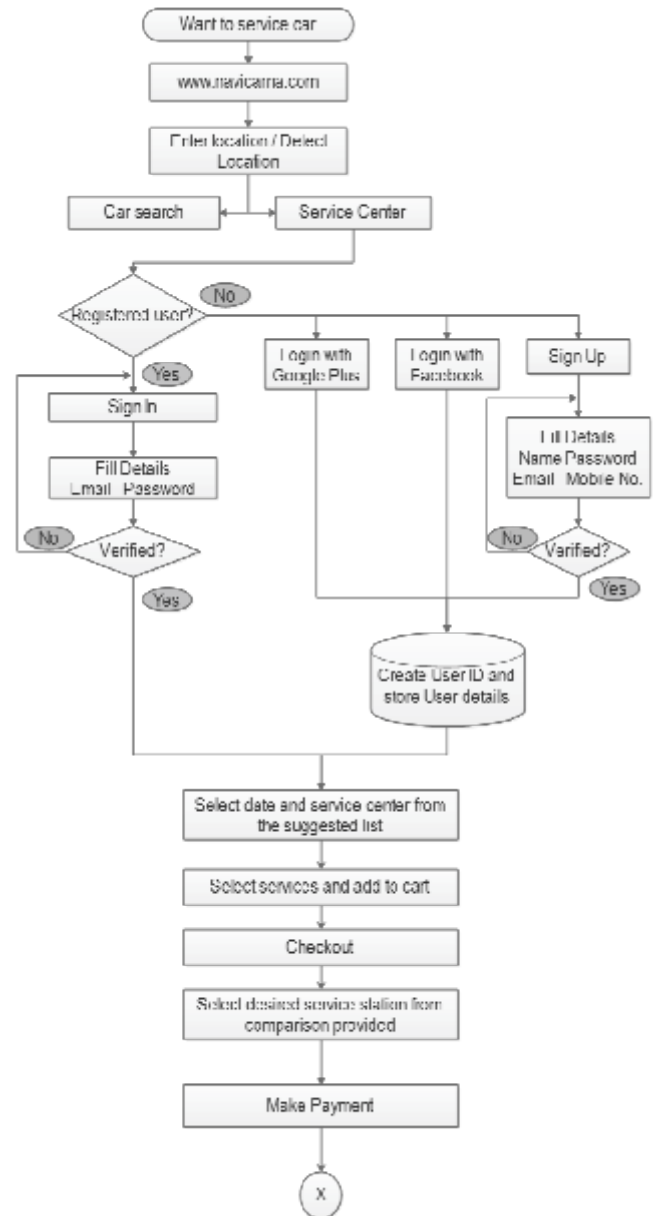 Want to service car
Enter location / Detect
Location
Car search
Service Center
Registered user?
No
Yes
Login with
Google Plus
Login with
Facebook
Sign Up
Sign In
Fill Details
Name Password
Email Mobile No.
Fill Details
Email Password
No
Verified?
Yes
No
Verified?
Yes
Create User ID and
store User details
Select date and service center from
the suggested list
Select services and add to cart
Checkout
Select desired service station from
comparison provided
Make Payment
X